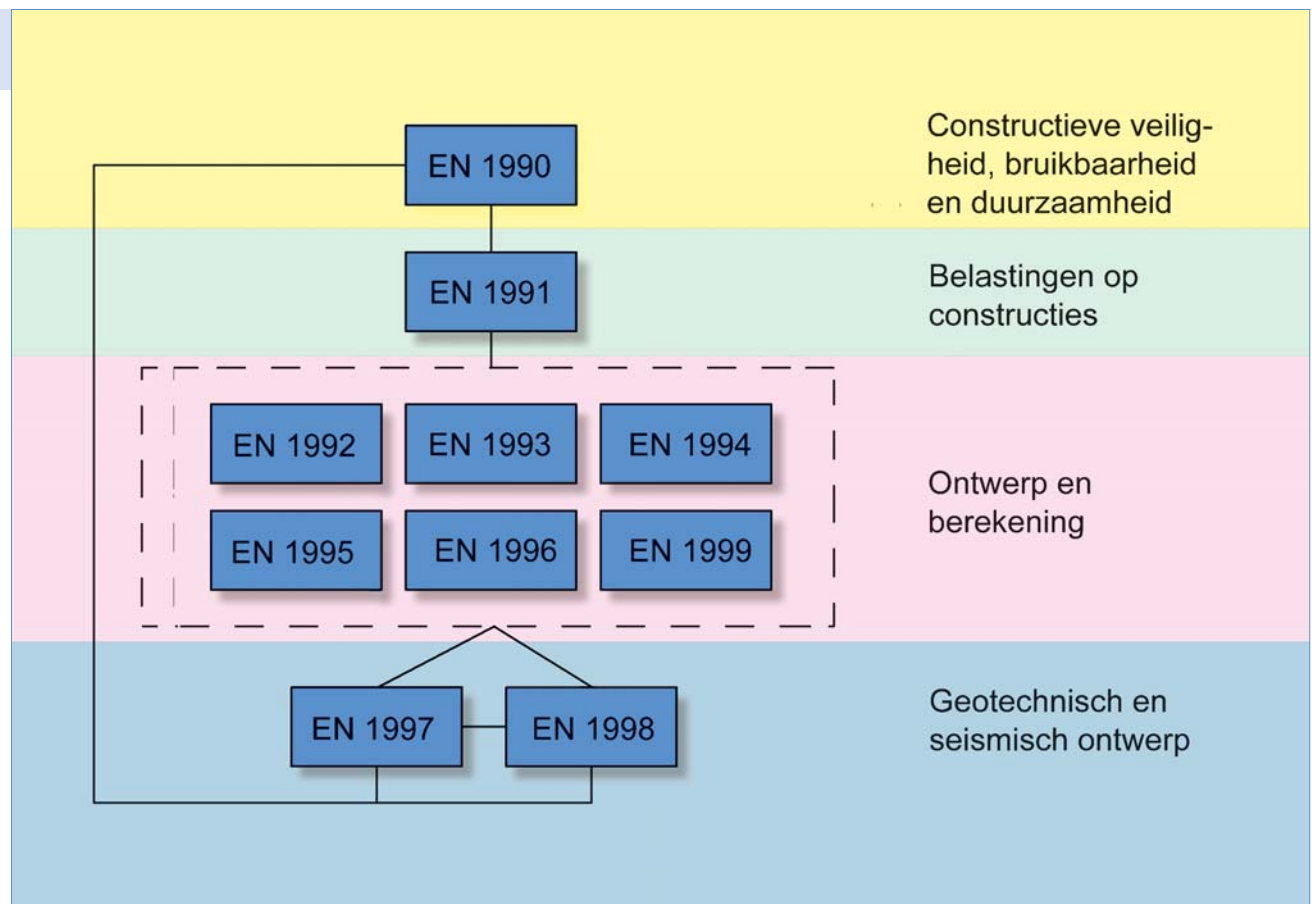 EN 1990
Constructieve veilig-
heid, bruikbaarheid
en duurzaamheid
EN 1991
Belastingen op
constructies
EN 1992 EN 1993 EN 1994
EN 1995 EN 1996 EN 1999
Ontwerp en
berekening
EN 1997 EN 1998
Geotechnisch en
seismisch ontwerp